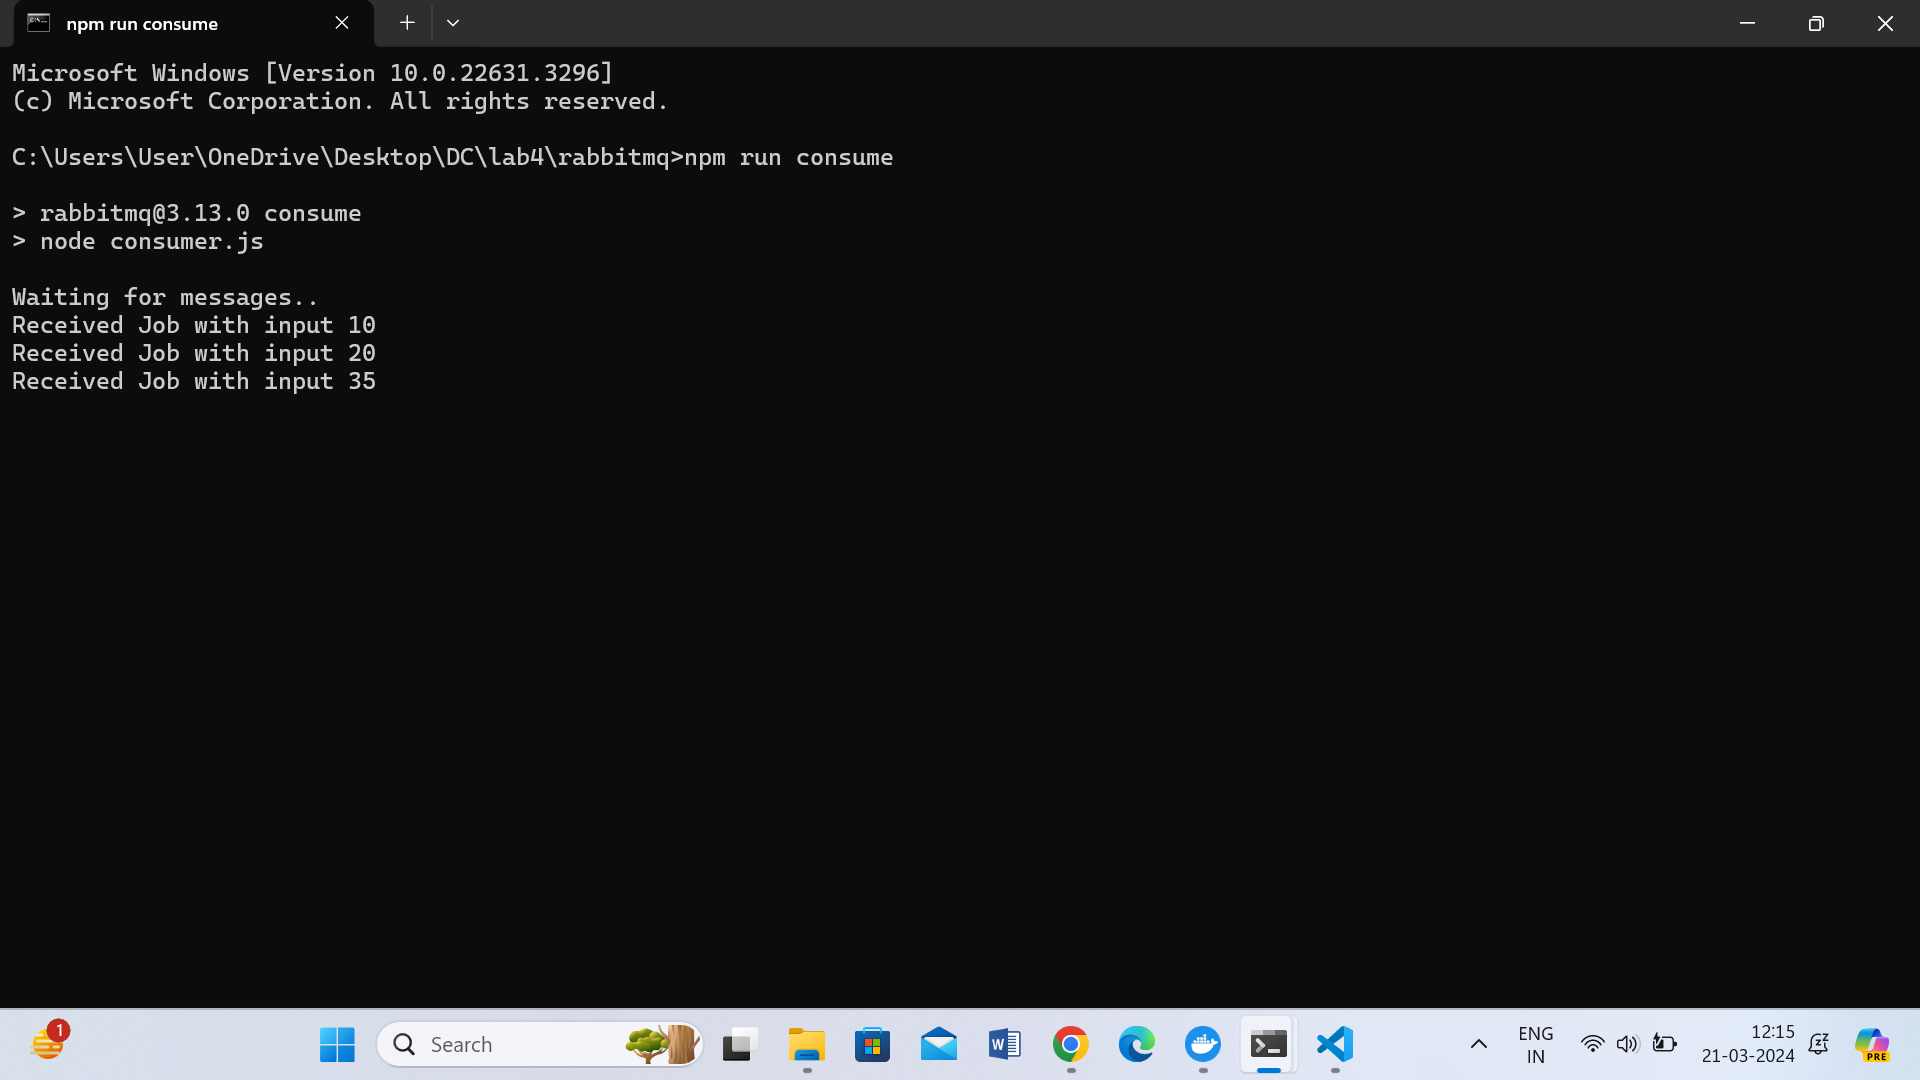 npm run consume
Microsoft Windows [Version 10.0.22631.3296]
(c) Microsoft Corporation. All rights reserved.
C:\Users\User\OneDrive\Desktop\DC\lab4\rabbitmq>npm run consume
> rabbitmq@3.13.0 consume
> node consumer.js
Waiting for messages..
Received Job with input 10
Received Job with input 20
Received Job with input 35
1
Search
W
ENG
IN
12:15
21-03-2024
PRE